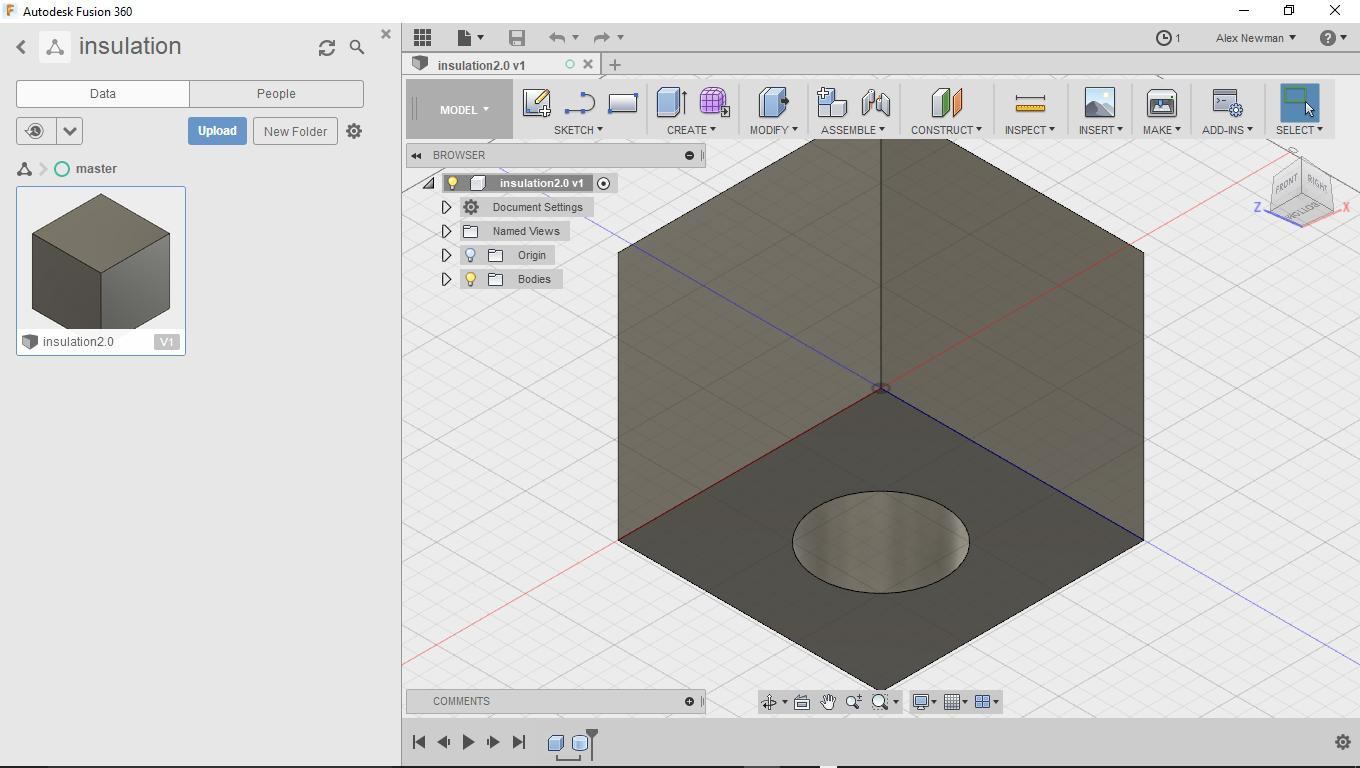 Autodesk Fusion 360
insulation
Data
People
Upload
New Folder
master
insulation2.0
V1
1
Alex Newman
insulation2.0 v1
MODEL
SKETCH
CREATE
MODIFY
ASSEMBLE
CONSTRUCT
INSPECT
INSERT
MAKE
ADD-INS
SELECT
BROWSER
insulation2.0 v1
Document Settings
Named Views
Origin
Bodies
FRONT
RIGHT
BOTTOM
Z
X
COMMENTS